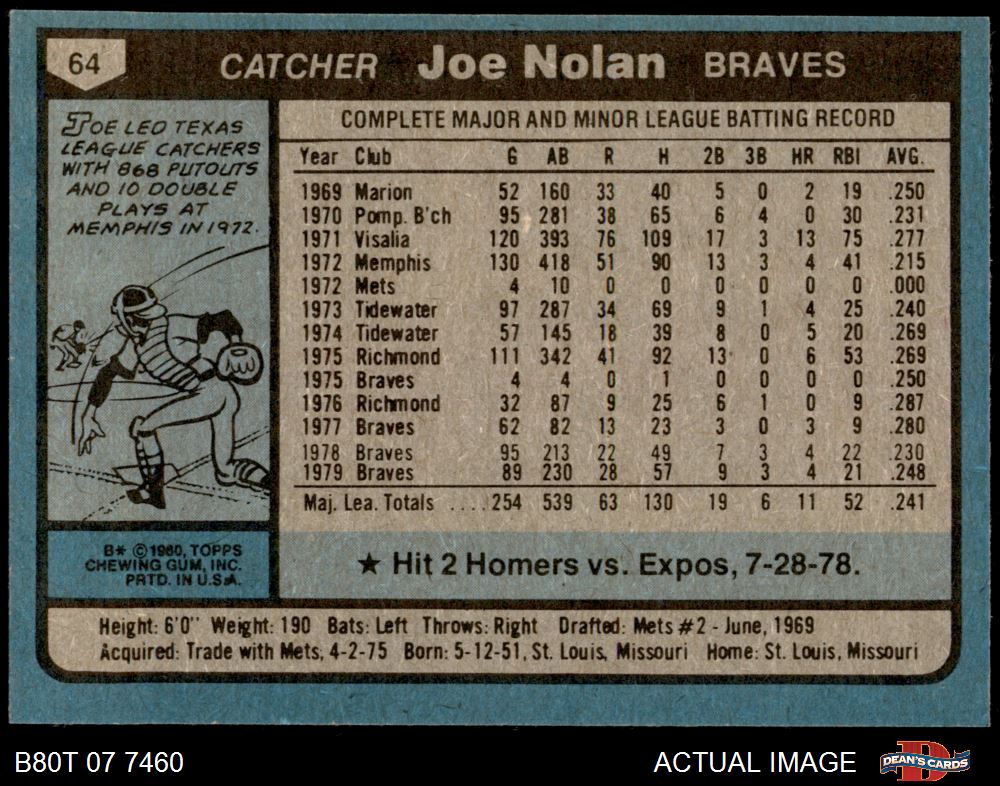 64
CATCHER Joe Nolan BRAVES
JOE LED TEXAS
LEAGUE CATCHERS
WITH 868 PUTOUTS
AND 10 DOUBLE
PLAYS AT
MEMPHIS IN 1972.
COMPLETE MAJOR AND MINOR LEAGUE BATTING RECORD
Year Club G AB R H 2B 3B HR RBI AVG.
1969 Marion 52 160 33 40 5 0 2 19 .250
1970 Pomp. B'ch 95 281 38 65 6 4 0 30 .231
1971 Visalia 120 393 76 109 17 3 13 75 .277
1972 Memphis 130 418 51 90 13 3 4 41 .215
1972 Mets 4 10 0 0 0 0 0 0 .000
1973 Tidewater 97 287 34 69 9 1 4 25 .240
1974 Tidewater 57 145 18 39 8 0 5 20 .269
1975 Richmond 111 342 41 92 13 0 6 53 .269
1975 Braves 4 4 0 1 0 0 0 0 .250
1976 Richmond 32 87 9 25 6 1 0 9 .287
1977 Braves 62 82 13 23 3 0 3 9 .280
1978 Braves 95 213 22 49 7 3 4 22 .230
1979 Braves 89 230 28 57 9 3 4 21 .248
Maj. Lea. Totals ....254 539 63 130 19 6 11 52 .241
B* ©1980, TOPPS
CHEWING GUM, INC.
PRTD. IN U.S.A.
★ Hit 2 Homers vs. Expos, 7-28-78.
Height: 6'0" Weight: 190 Bats: Left Throws: Right Drafted: Mets #2 - June, 1969
Acquired: Trade with Mets, 4-2-75 Born: 5-12-51, St. Louis, Missouri Home: St. Louis, Missouri
B80T 07 7460
ACTUAL IMAGE
DEAN'S CARDS